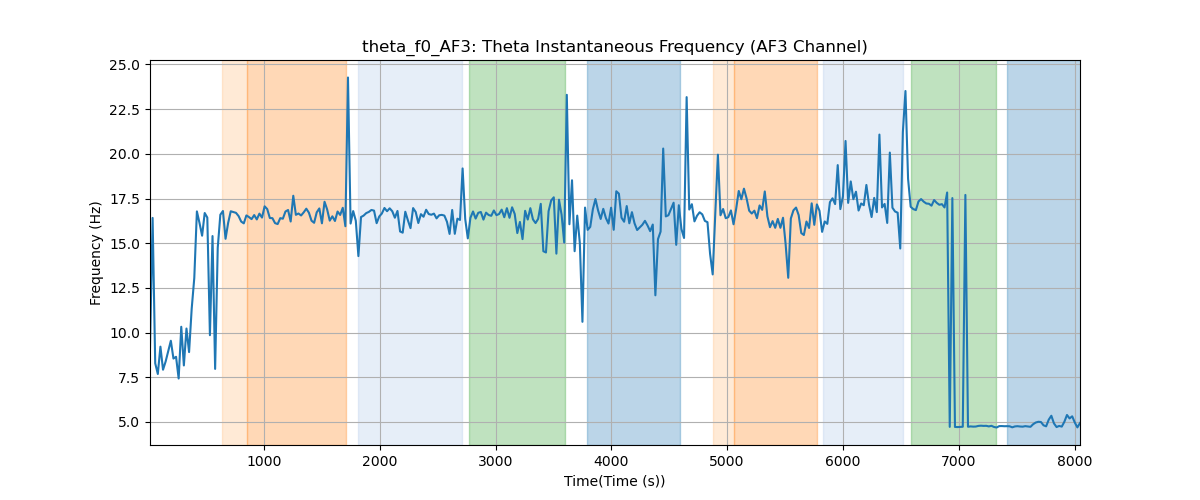 theta_f0_AF3: Theta Instantaneous Frequency (AF3 Channel)
25.0
22.5
20.0
17.5
15.0
12.5
10.0
7.5
5.0
Frequency (Hz)
1000 2000 3000 4000 5000 6000 7000 8000
Time(Time (s))